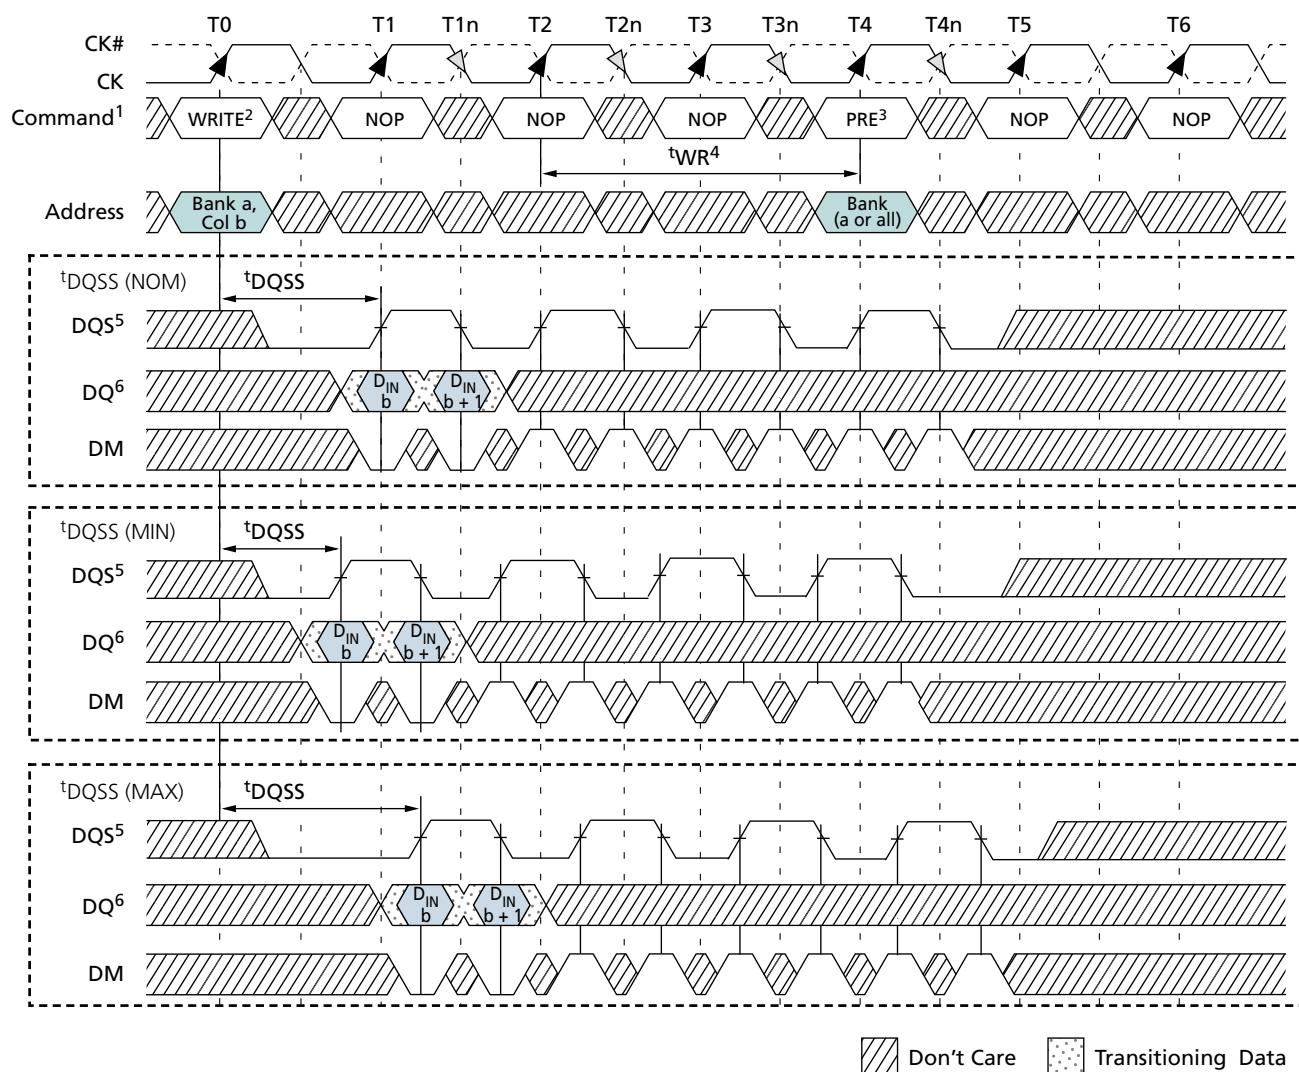 T0 T1 T1n T2 T2n T3 T3n T4 T4n T5 T6
CK#
CK
Command1 WRITE2 NOP NOP NOP PRE3 NOP NOP
tWR4
Address Bank a, Col b Bank (a or all)
tDQSS (NOM) tDQSS
DQS5
DQ6 DIN b DIN b + 1
DM
tDQSS (MIN) tDQSS
DQS5
DQ6 DIN b DIN b + 1
DM
tDQSS (MAX) tDQSS
DQS5
DQ6 DIN b DIN b + 1
DM
Don't Care Transitioning Data